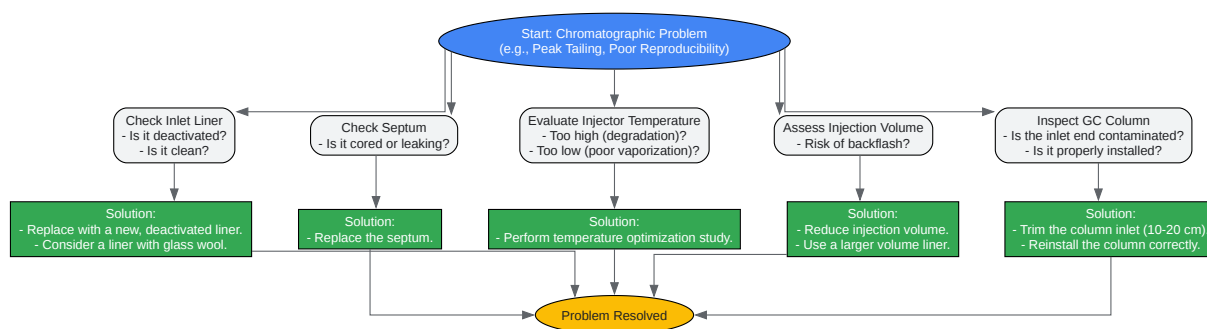 Start: Chromatographic Problem
(e.g., Peak Tailing, Poor Reproducibility)
Check Inlet Liner
- Is it deactivated?
- Is it clean?
Check Septum
- Is it cored or leaking?
Evaluate Injector Temperature
- Too high (degradation)?
- Too low (poor vaporization)?
Assess Injection Volume
- Risk of backflash?
Inspect GC Column
- Is the inlet end contaminated?
- Is it properly installed?
Solution:
- Replace with a new, deactivated liner.
- Consider a liner with glass wool.
Solution:
- Replace the septum.
Solution:
- Perform temperature optimization study.
Solution:
- Reduce injection volume.
- Use a larger volume liner.
Solution:
- Trim the column inlet (10-20 cm).
- Reinstall the column correctly.
Problem Resolved